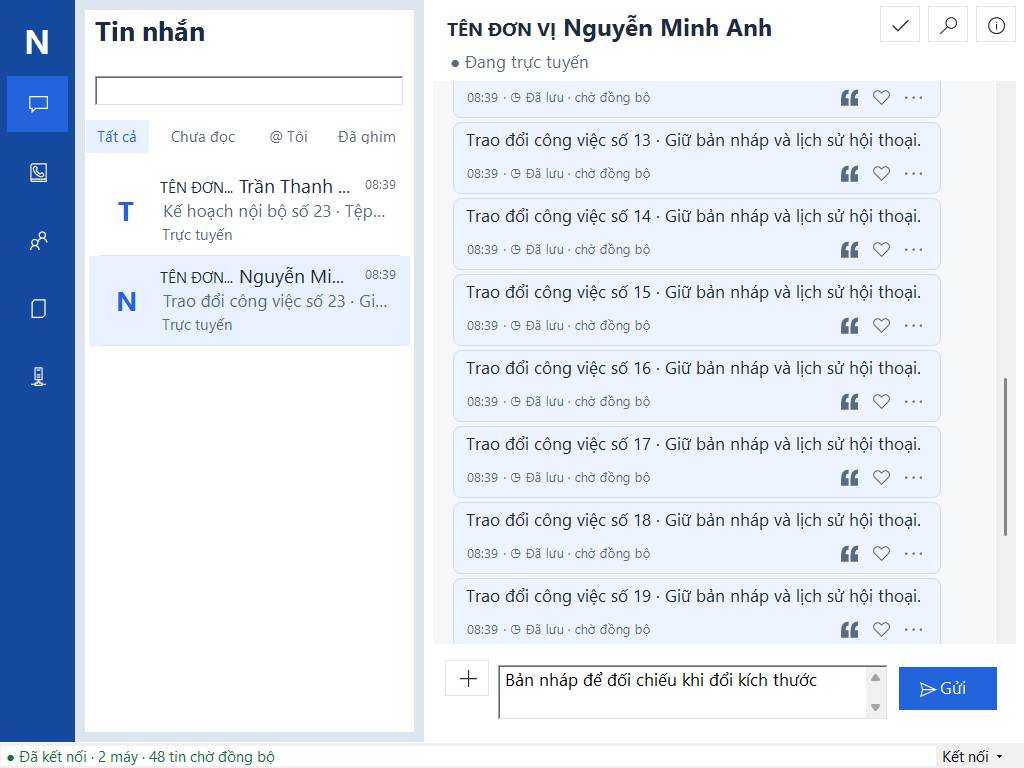 N
Tin nhắn
Tất cả
Chưa đọc
@ Tôi
Đã ghim
T
TÊN ĐƠN... Trần Thanh ... 08:39
Kế hoạch nội bộ số 23 · Tệp...
Trực tuyến
N
TÊN ĐƠN... Nguyễn Mi... 08:39
Trao đổi công việc số 23 · Gi...
Trực tuyến
TÊN ĐƠN VỊ Nguyễn Minh Anh
● Đang trực tuyến
08:39 · ◷ Đã lưu · chờ đồng bộ
Trao đổi công việc số 13 · Giữ bản nháp và lịch sử hội thoại.
08:39 · ◷ Đã lưu · chờ đồng bộ
Trao đổi công việc số 14 · Giữ bản nháp và lịch sử hội thoại.
08:39 · ◷ Đã lưu · chờ đồng bộ
Trao đổi công việc số 15 · Giữ bản nháp và lịch sử hội thoại.
08:39 · ◷ Đã lưu · chờ đồng bộ
Trao đổi công việc số 16 · Giữ bản nháp và lịch sử hội thoại.
08:39 · ◷ Đã lưu · chờ đồng bộ
Trao đổi công việc số 17 · Giữ bản nháp và lịch sử hội thoại.
08:39 · ◷ Đã lưu · chờ đồng bộ
Trao đổi công việc số 18 · Giữ bản nháp và lịch sử hội thoại.
08:39 · ◷ Đã lưu · chờ đồng bộ
Trao đổi công việc số 19 · Giữ bản nháp và lịch sử hội thoại.
08:39 · ◷ Đã lưu · chờ đồng bộ
Bản nháp để đối chiếu khi đổi kích thước
Gửi
● Đã kết nối · 2 máy · 48 tin chờ đồng bộ
Kết nối